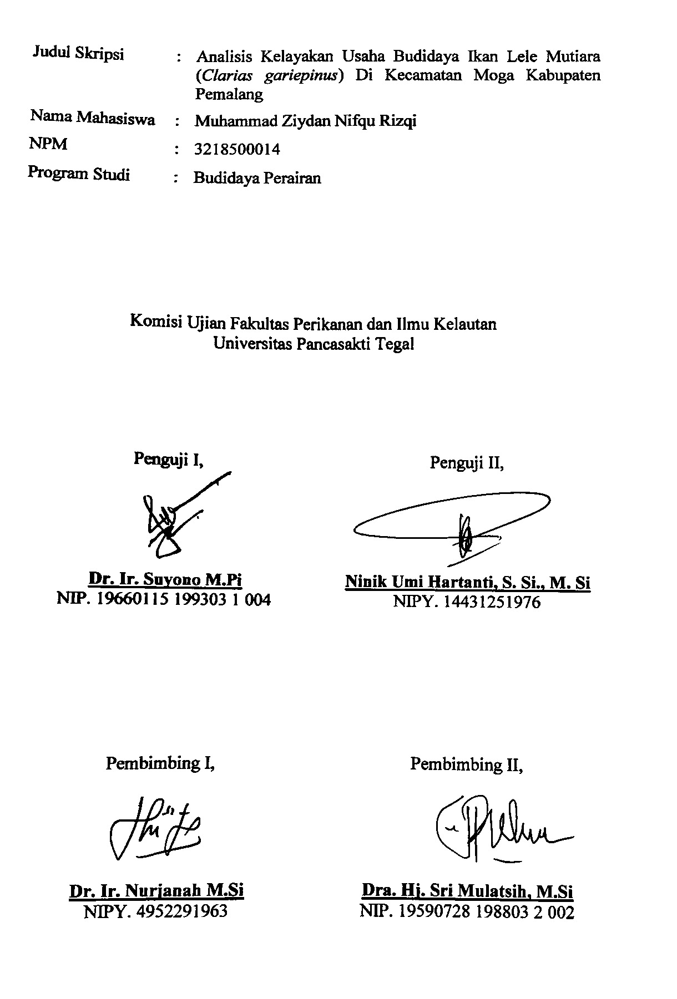 Judul Skripsi : Analisis Kelayakan Usaha Budidaya Ikan Lele Mutiara
(Clarias gariepinus) Di Kecamatan Moga Kabupaten
Pemalang
Nama Mahasiswa : Muhammad Ziydan Nifqu Rizqi
NPM : 3218500014
Program Studi : Budidaya Perairan
Komisi Ujian Fakultas Perikanan dan Ilmu Kelautan
Universitas Pancasakti Tegal
Penguji I,
Penguji II,
Dr. Ir. Suyono M.Pi
NIP. 19660115 199303 1 004
Ninik Umi Hartanti, S. Si., M. Si
NIPY. 14431251976
Pembimbing I,
Pembimbing II,
Dr. Ir. Nurjanah M.Si
NIPY. 4952291963
Dra. Hj. Sri Mulatsih, M.Si
NIP. 19590728 198803 2 002